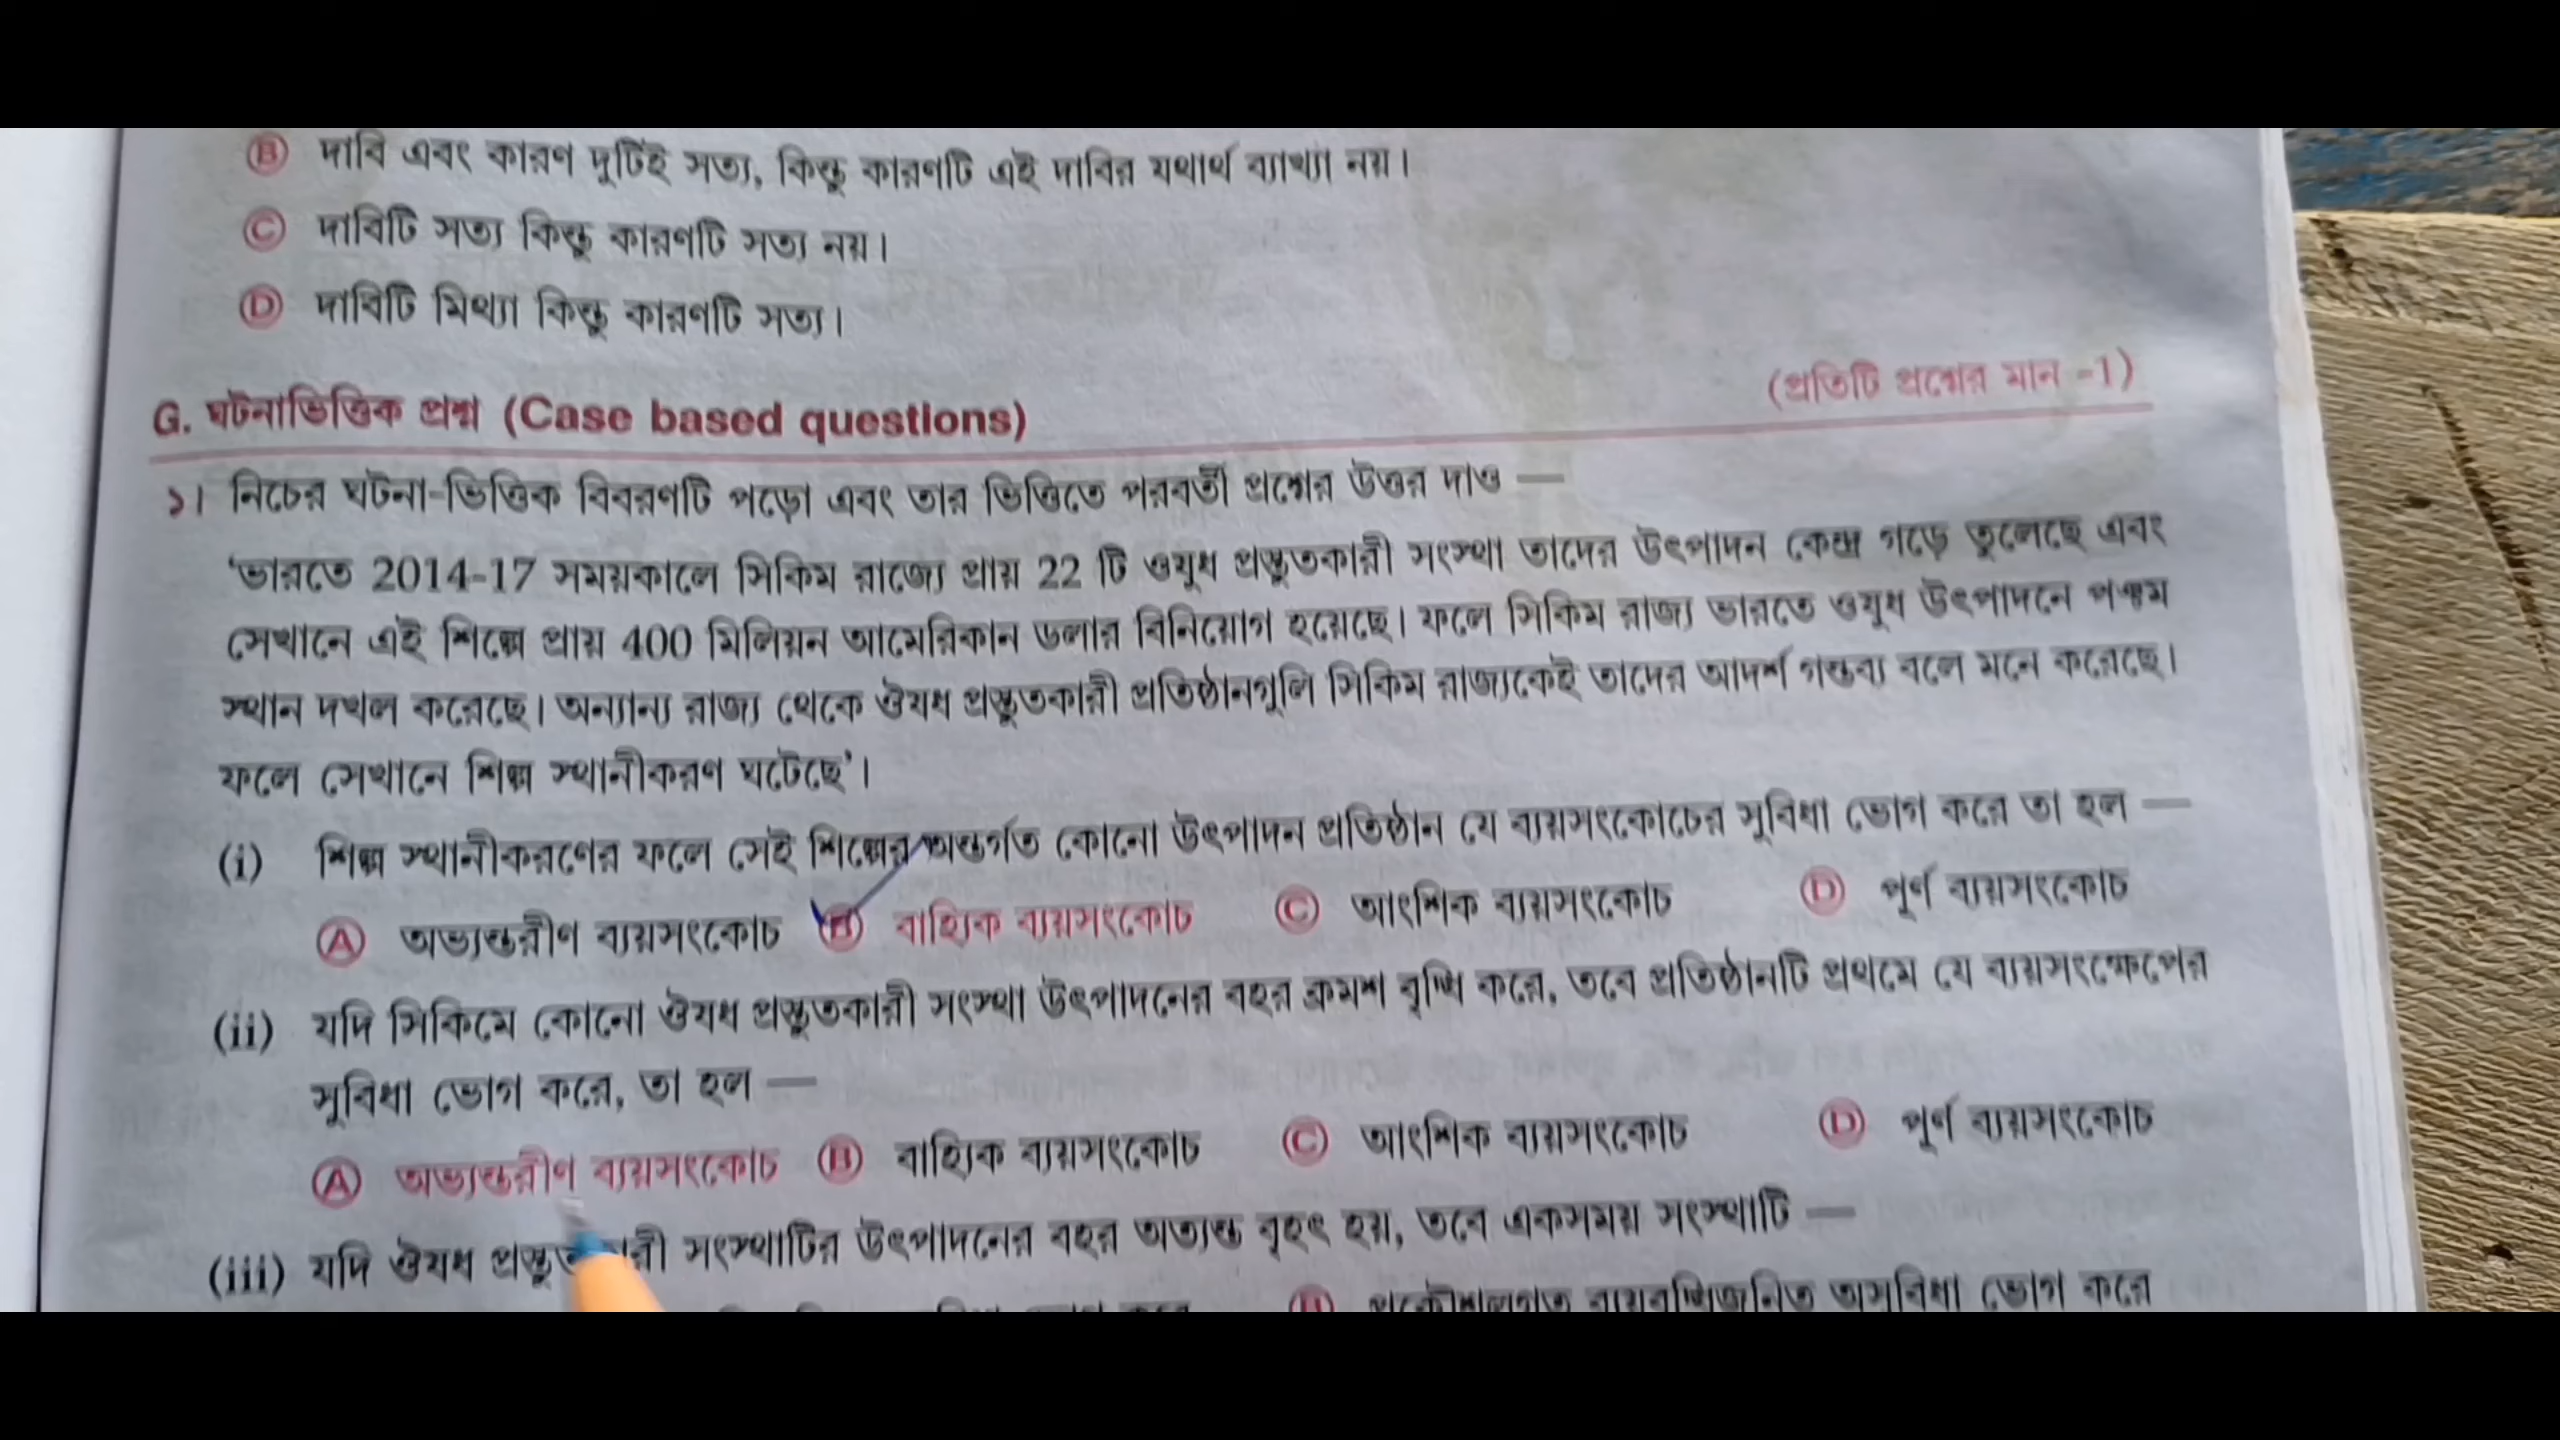 Ⓑ দাবি এবং কারণ দুটিই সত্য, কিন্তু কারণটি এই দাবির যথার্থ ব্যাখ্যা নয়।
Ⓒ দাবিটি সত্য কিন্তু কারণটি সত্য নয়।
Ⓓ দাবিটি মিথ্যা কিন্তু কারণটি সত্য।
(প্রতিটি প্রশ্নের মান -1)
G. ঘটনাভিত্তিক প্রশ্ন (Case based questions)
১। নিচের ঘটনা-ভিত্তিক বিবরণটি পড়ো এবং তার ভিত্তিতে পরবর্তী প্রশ্নের উত্তর দাও —
'ভারতে 2014-17 সময়কালে সিকিম রাজ্যে প্রায় 22 টি ওষুধ প্রস্তুতকারী সংস্থা তাদের উৎপাদন কেন্দ্র গড়ে তুলেছে এবং
সেখানে এই শিল্পে প্রায় 400 মিলিয়ন আমেরিকান ডলার বিনিয়োগ হয়েছে। ফলে সিকিম রাজ্য ভারতে ওষুধ উৎপাদনে পঞ্চম
স্থান দখল করেছে। অন্যান্য রাজ্য থেকে ঔষধ প্রস্তুতকারী প্রতিষ্ঠানগুলি সিকিম রাজ্যকেই তাদের আদর্শ গন্তব্য বলে মনে করেছে।
ফলে সেখানে শিল্প স্থানীকরণ ঘটেছে'।
(i) শিল্প স্থানীকরণের ফলে সেই শিল্পের অন্তর্গত কোনো উৎপাদন প্রতিষ্ঠান যে ব্যয়সংকোচের সুবিধা ভোগ করে তা হল —
Ⓐ অভ্যন্তরীণ ব্যয়সংকোচ Ⓑ বাহ্যিক ব্যয়সংকোচ Ⓒ আংশিক ব্যয়সংকোচ Ⓓ পূর্ণ ব্যয়সংকোচ
(ii) যদি সিকিমে কোনো ঔষধ প্রস্তুতকারী সংস্থা উৎপাদনের বহর ক্রমশ বৃদ্ধি করে, তবে প্রতিষ্ঠানটি প্রথমে যে ব্যয়সংক্ষেপের
সুবিধা ভোগ করে, তা হল —
Ⓐ অভ্যন্তরীণ ব্যয়সংকোচ Ⓑ বাহ্যিক ব্যয়সংকোচ Ⓒ আংশিক ব্যয়সংকোচ Ⓓ পূর্ণ ব্যয়সংকোচ
(iii) যদি ঔষধ সংস্থাটির উৎপাদনের বহর অত্যন্ত বৃহৎ হয়, তবে একসময় সংস্থাটি —
Ⓑ প্রকৌশলগত ব্যয়বৃদ্ধিজনিত অসুবিধা ভোগ করে